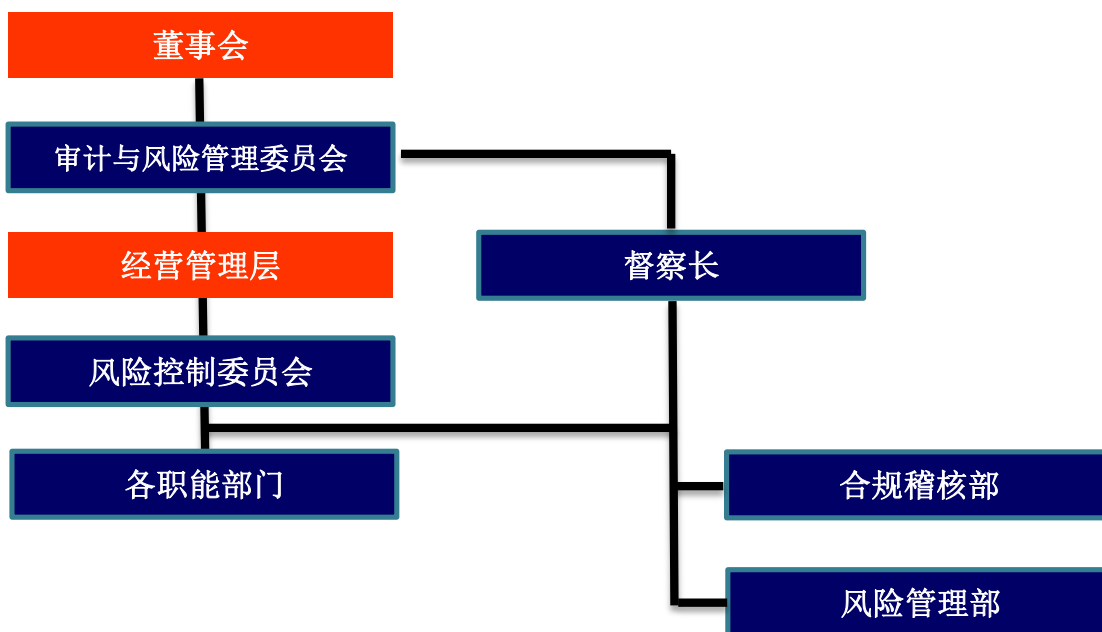 董事会
审计与风险管理委员会
经营管理层
督察长
风险控制委员会
各职能部门
合规稽核部
风险管理部